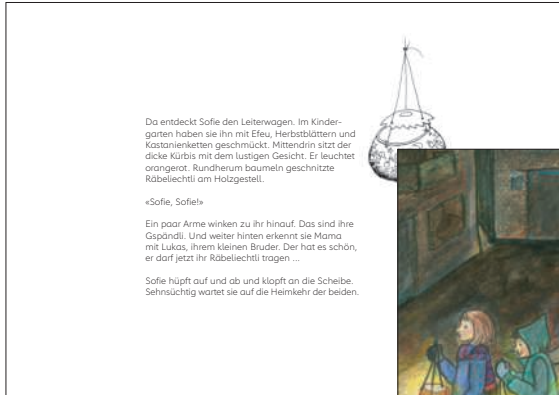 Da entdeckt Sofie den Leiterwagen. Im Kinder-
garten haben sie ihn mit Efeu, Herbstblättern und
Kastanienketten geschmückt. Mittendrin sitzt der
dicke Kürbis mit dem lustigen Gesicht. Er leuchtet
orangerot. Rundherum baumeln geschnitzte
Räbeliechtli am Holzgestell.
«Sofie, Sofie!»
Ein paar Arme winken zu ihr hinauf. Das sind ihre
Gspändli. Und weiter hinten erkennt sie Mama
mit Lukas, ihrem kleinen Bruder. Der hat es schön,
er darf jetzt ihr Räbeliechtli tragen ...
Sofie hüpft auf und ab und klopft an die Scheibe.
Sehnsüchtig wartet sie auf die Heimkehr der beiden.